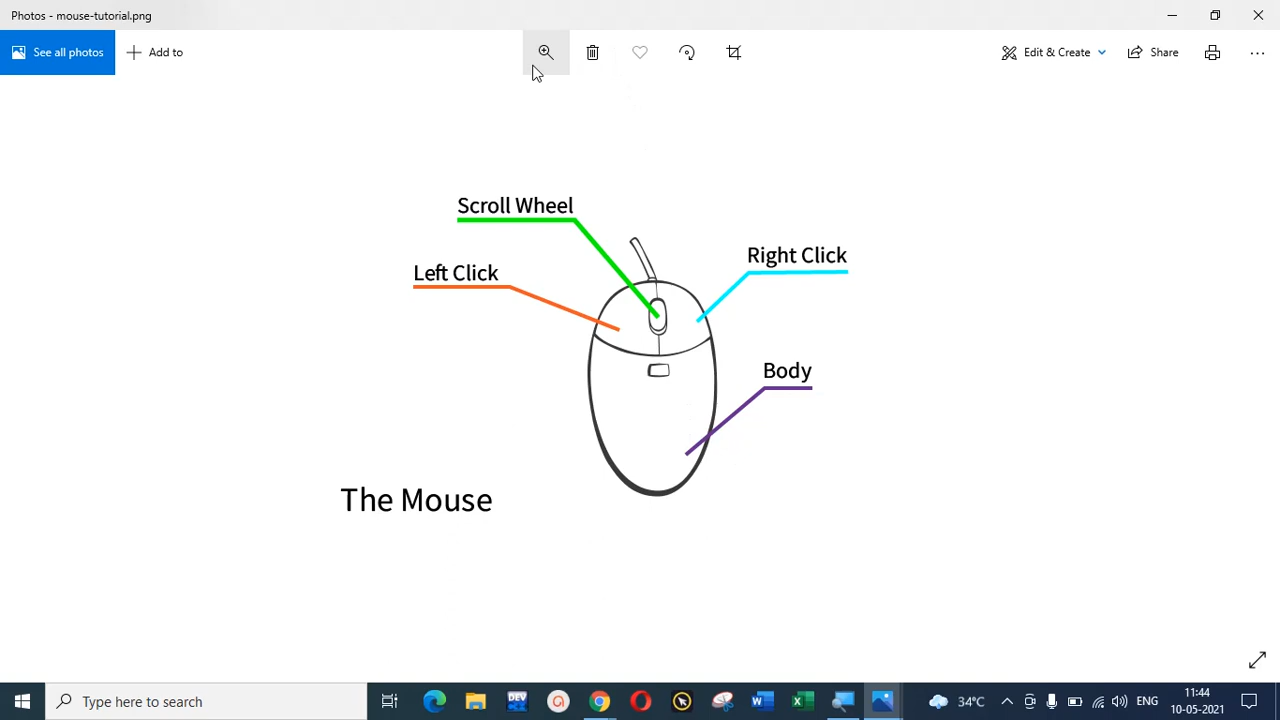 Photos - mouse-tutorial.png
See all photos
Add to
Edit & Create
Share
Scroll Wheel
Right Click
Left Click
Body
The Mouse
DEV
Type here to search
34°C
ENG
11:44
10-05-2021